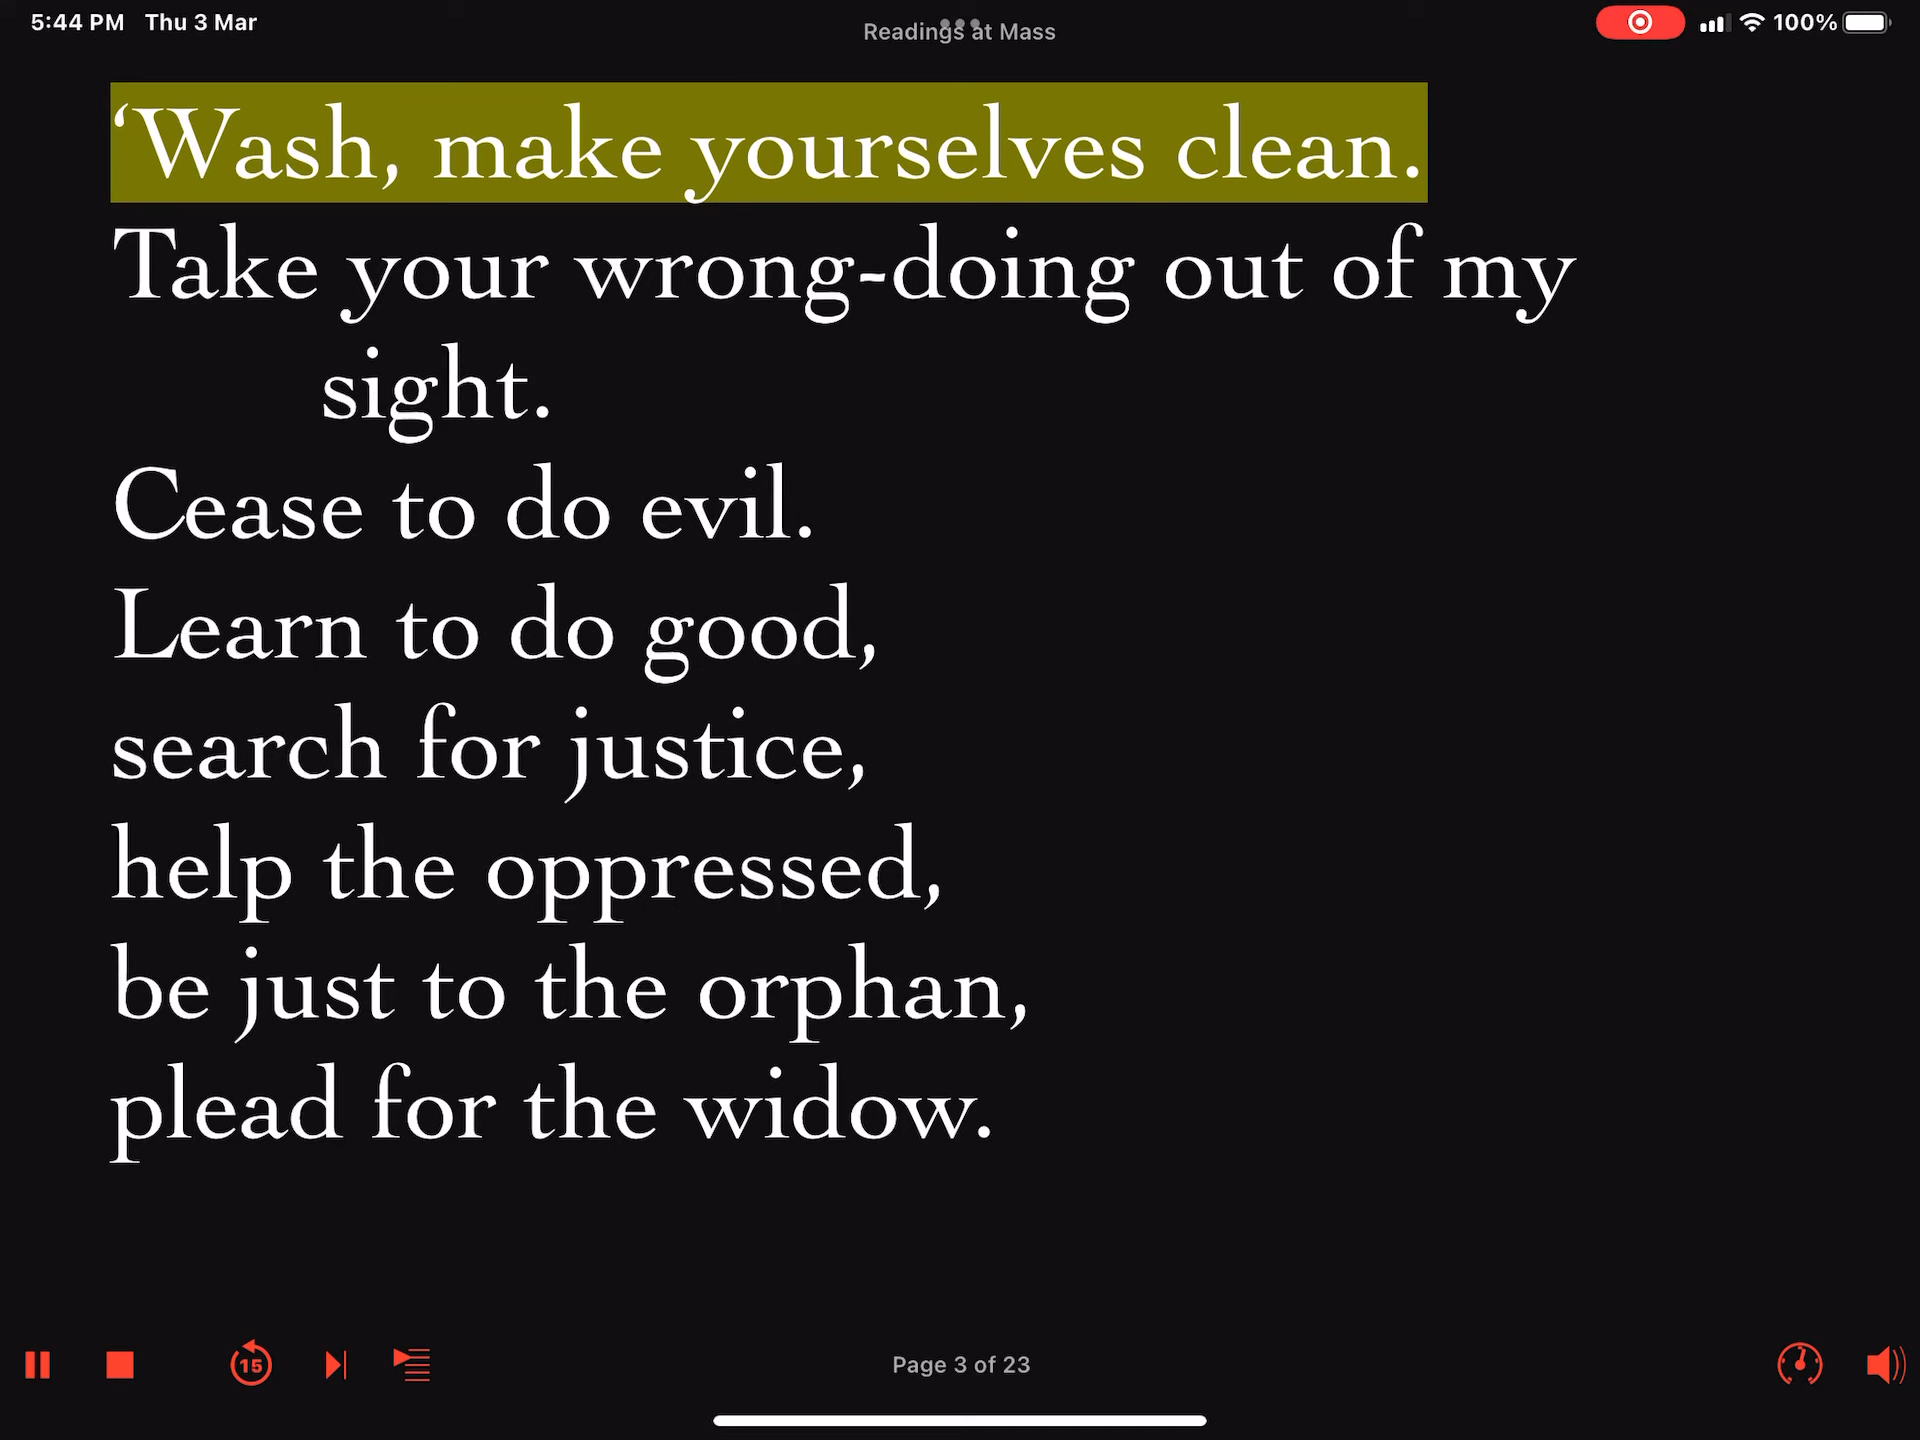 5:44 PM Thu 3 Mar
Readings at Mass
100%
‘Wash, make yourselves clean.
Take your wrong-doing out of my
sight.
Cease to do evil.
Learn to do good,
search for justice,
help the oppressed,
be just to the orphan,
plead for the widow.
15
Page 3 of 23